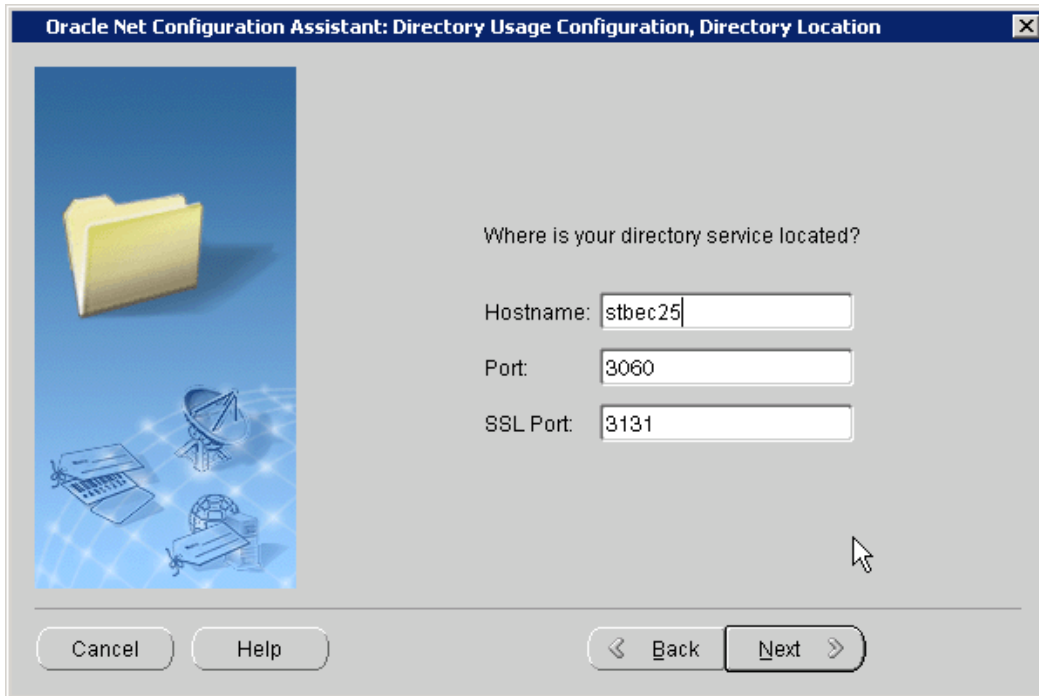 Oracle Net Configuration Assistant: Directory Usage Configuration, Directory Location
Where is your directory service located?
Hostname: stbec25
Port: 3060
SSL Port: 3131
Cancel Help Back Next